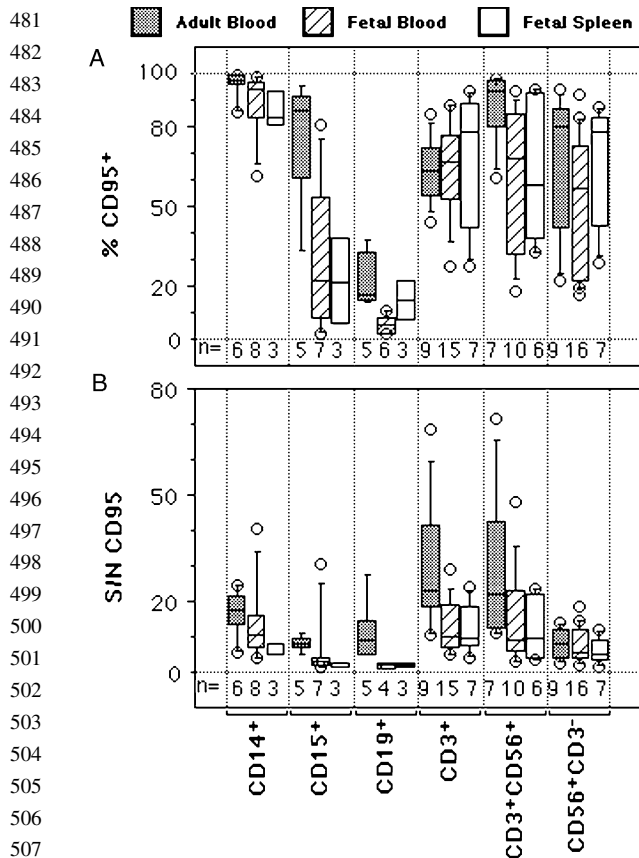 481
482
483
484
485
486
487
488
489
490
491
492
493
494
495
496
497
498
499
500
501
502
503
504
505
506
507
Adult Blood Fetal Blood Fetal Spleen
A
% CD95+
100
80
50
20
0
n= 6 8 3 5 7 3 5 6 3 9 15 7 7 10 6 9 16 7
B
S/N CD95
80
50
20
0
n= 6 8 3 5 7 3 5 4 3 9 15 7 7 10 6 9 16 7
CD14+
CD15+
CD19+
CD3+
CD3+CD56+
CD56+CD3-